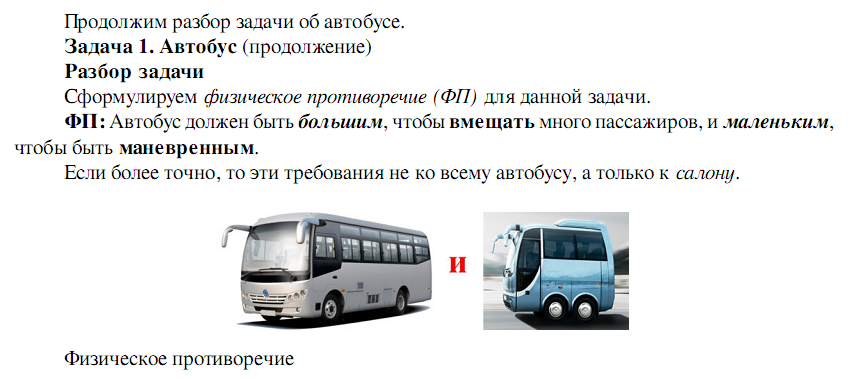 Продолжим разбор задачи об автобусе.
Задача 1. Автобус (продолжение)
Разбор задачи
Сформулируем физическое противоречие (ФП) для данной задачи.
ФП: Автобус должен быть большим, чтобы вмещать много пассажиров, и маленьким,
чтобы быть маневренным.
Если более точно, то эти требования не ко всему автобусу, а только к салону.
и
Физическое противоречие